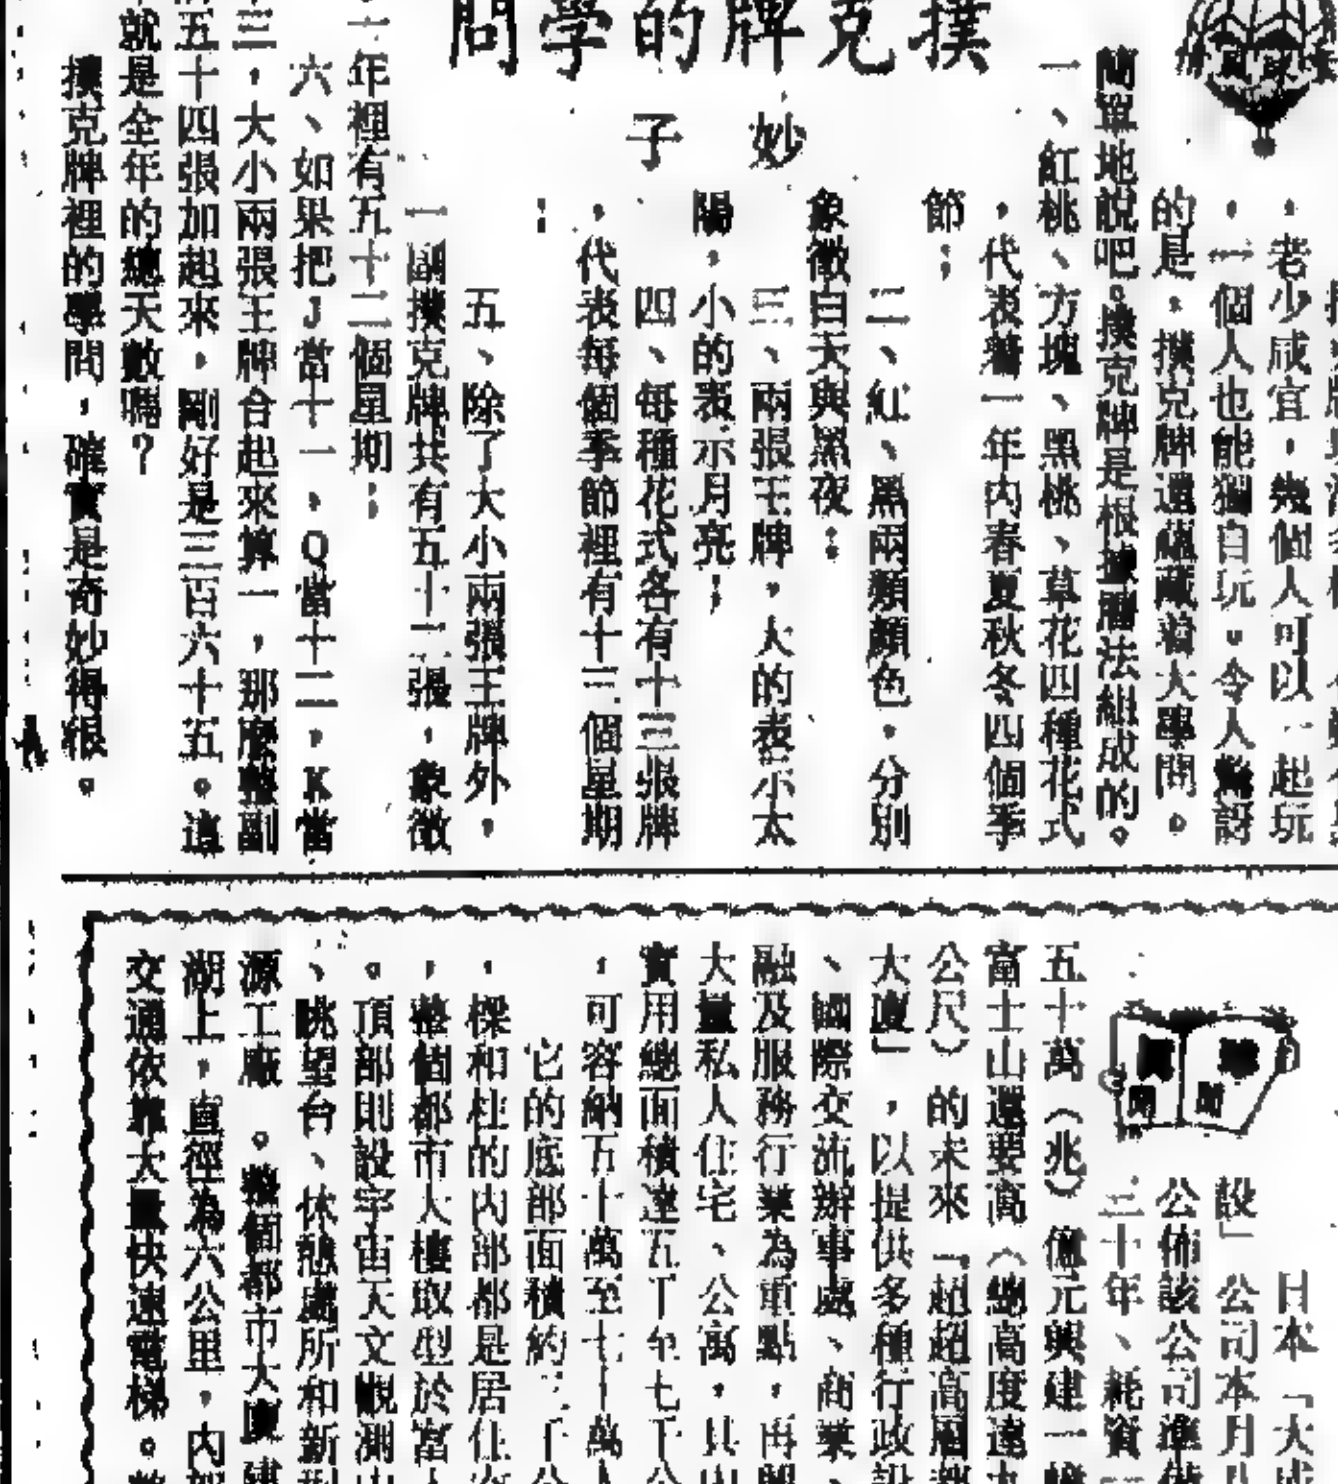 撲克牌的學問
妙子
，老少咸宜，幾個人可以一起玩
，一個人也能獨自玩。令人驚訝
的是，撲克牌還蘊藏着大學問。
簡單地說吧。撲克牌是根據曆法組成的。
一、紅桃、方塊、黑桃、草花四種花式
，代表着一年内春夏秋冬四個季
節；
二、紅、黑兩類顏色，分別
象徵白天與黑夜；
三、兩張王牌，大的表示太
陽，小的表示月亮；
四、每種花式各有十三張牌
，代表每個季節裡有十三個星期
；
五、除了大小兩張王牌外，
一副撲克牌共有五十二張，象徵
一年裡有五十二個星期；
六、如果把J當十一、Q當十二，K當
十三，大小兩張王牌合起來算一，那麼整副
五十四張加起來，剛好是三百六十五。這
就是全年的總天數嗎？
撲克牌裡的學問，確實是奇妙得很。
日本「大成
設」公司本月八
公佈該公司準備
三十年、耗資
五十萬（兆）億元興建一幢
富士山還要高（總高度達九
公尺）的未來「超超高層都
大廈」，以提供多種行政設
、國際交流辦事處、商業、
融及服務行業為重點，再
大量私人住宅、公寓，其
實用總面積達五千至七千公
，可容納五十萬至七十萬人
它的底部面積約三千公
，樑和柱的内部都是居住
，整個都市大樓取型於富
。頂部則設宇宙天文觀測
、眺望台、休憩處所和新型
源工廠。整個都市大廈建
湖上，直徑為六公里，内
交通依靠大量快速電梯。